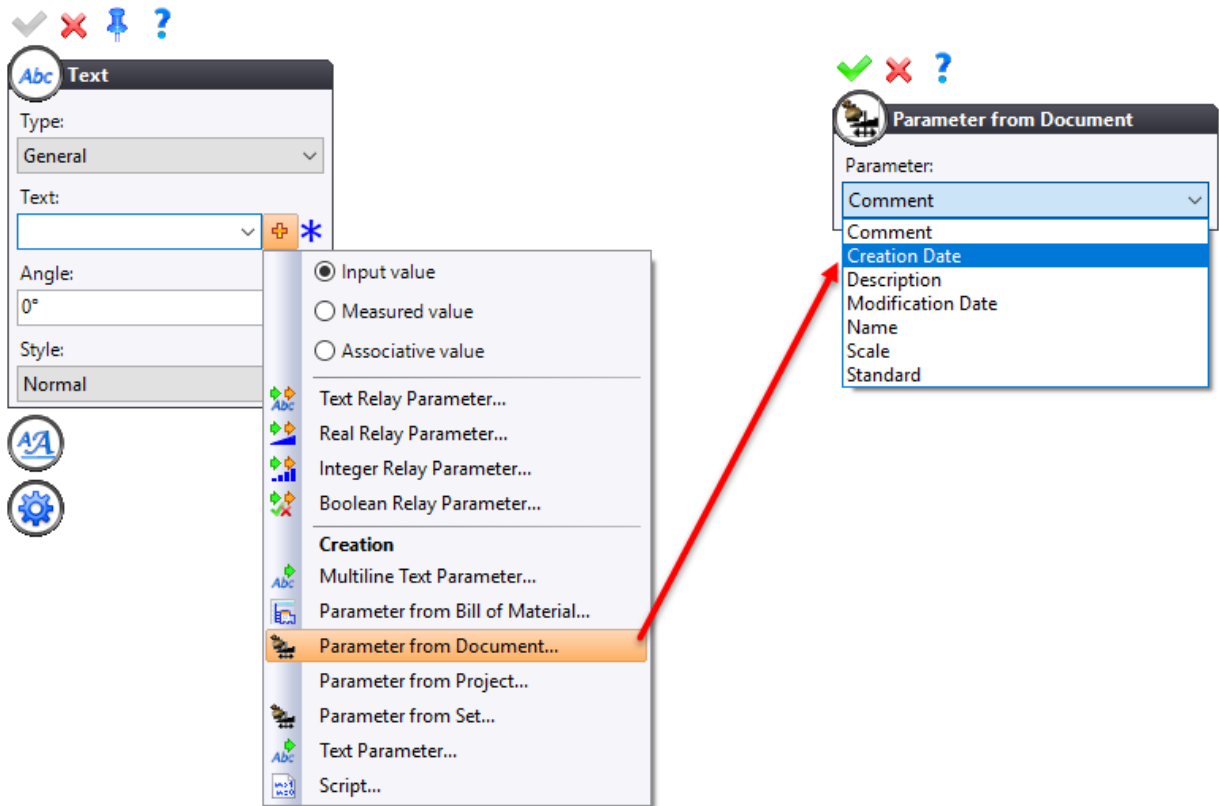 Abc Text
Type:
General
Text:
Angle:
0°
Style:
Normal
Input value
Measured value
Associative value
Text Relay Parameter...
Real Relay Parameter...
Integer Relay Parameter...
Boolean Relay Parameter...
Creation
Multiline Text Parameter...
Parameter from Bill of Material...
Parameter from Document...
Parameter from Project...
Parameter from Set...
Text Parameter...
Script...
Parameter from Document
Parameter:
Comment
Comment
Creation Date
Description
Modification Date
Name
Scale
Standard